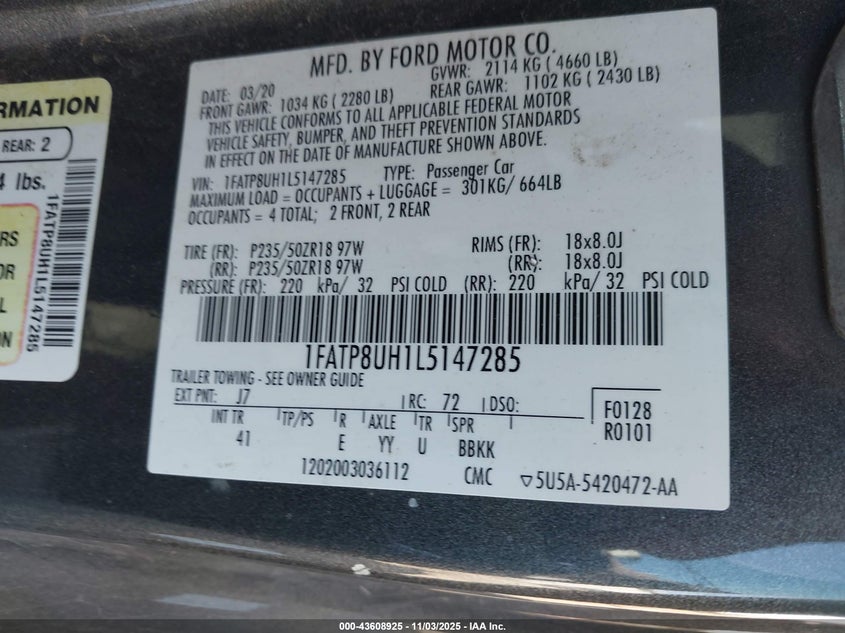 MFD. BY FORD MOTOR CO.
DATE: 03/20 GVWR: 2114 KG ( 4660 LB)
FRONT GAWR: 1034 KG ( 2280 LB) REAR GAWR: 1102 KG ( 2430 LB)
THIS VEHICLE CONFORMS TO ALL APPLICABLE FEDERAL MOTOR
VEHICLE SAFETY, BUMPER, AND THEFT PREVENTION STANDARDS
IN EFFECT ON THE DATE OF MANUFACTURE SHOWN ABOVE.
VIN: 1FATP8UH1L5147285 TYPE: Passenger Car
MAXIMUM LOAD = OCCUPANTS + LUGGAGE = 301KG/ 664LB
OCCUPANTS = 4 TOTAL; 2 FRONT, 2 REAR
TIRE (FR): P235/50ZR18 97W RIMS (FR): 18x8.0J
(RR): P235/50ZR18 97W (RR): 18x8.0J
PRESSURE (FR): 220 kPa/ 32 PSI COLD (RR): 220 kPa/ 32 PSI COLD
1FATP8UH1L5147285
TRAILER TOWING - SEE OWNER GUIDE
EXT PNT: J7 RC: 72 DSO: F0128
INT TR TP/PS R AXLE TR SPR R0101
41 E YY U BBKK
1202003036112 CMC ▽5U5A-5420472-AA
RMATION
REAR: 2
4 lbs.
RS
OR
L
ON
1FATP8UH1L5147285
000-43608925 - 11/03/2025 - IAA Inc.